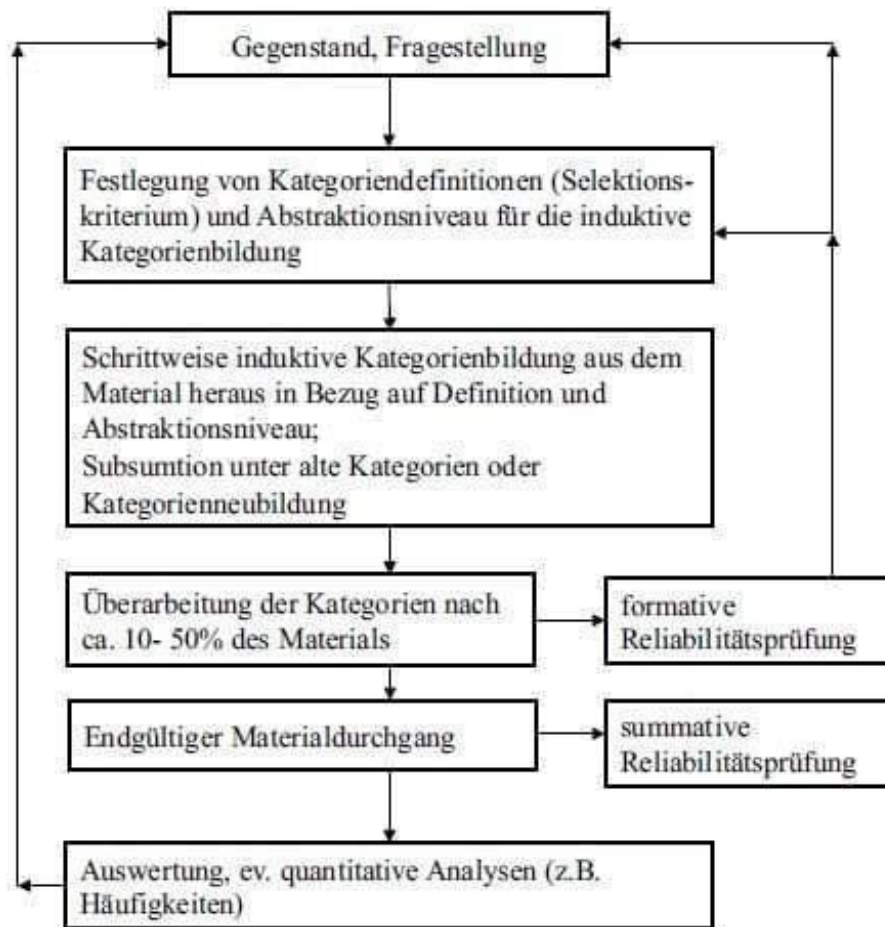 Gegenstand, Fragestellung
Festlegung von Kategoriendefinitionen (Selektions-
kriterium) und Abstraktionsniveau für die induktive
Kategorienbildung
Schrittweise induktive Kategorienbildung aus dem
Material heraus in Bezug auf Definition und
Abstraktionsniveau;
Subsumtion unter alte Kategorien oder
Kategorienneubildung
Überarbeitung der Kategorien nach
ca. 10- 50% des Materials
formative
Reliabilitätsprüfung
Endgültiger Materialdurchgang
summative
Reliabilitätsprüfung
Auswertung, ev. quantitative Analysen (z.B.
Häufigkeiten)